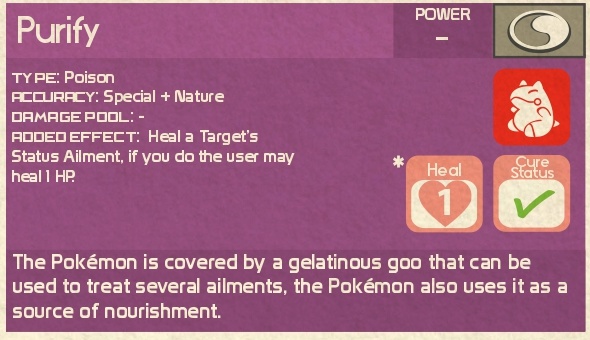 Purify
POWER
–
TYPE: Poison
ACCURACY: Special + Nature
DAMAGE POOL: -
ADDED EFFECT: Heal a Target's
Status Ailment, if you do the user may
heal 1 HP.
*
Heal
1
Cure
Status
The Pokémon is covered by a gelatinous goo that can be
used to treat several ailments, the Pokémon also uses it as a
source of nourishment.